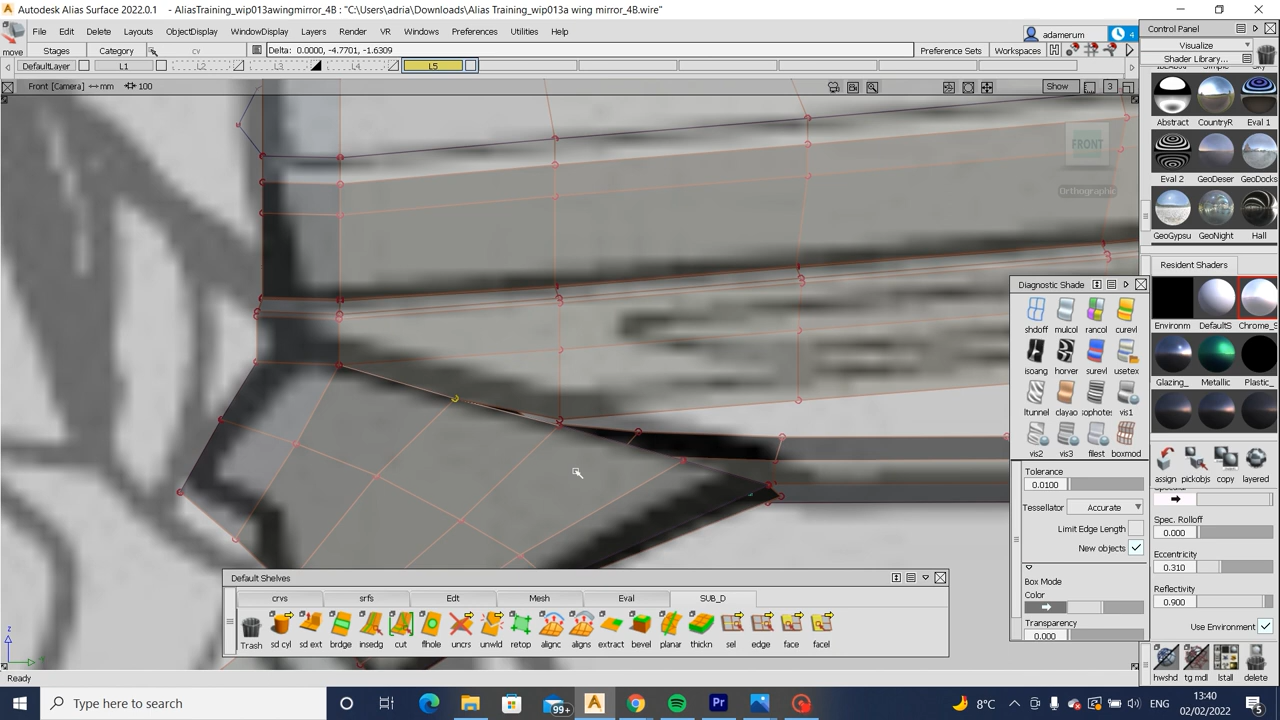 Autodesk Alias Surface 2022.0.1 - AliasTraining_wip013awingmirror_4B : "C:\Users\adria\Downloads\Alias Training_wip013a wing mirror_4B.wire"
File Edit Delete Layouts ObjectDisplay WindowDisplay Layers Render VR Windows Preferences Utilities Help
adamerum 4
move Stages Category cv Delta: 0.0000, -4.7701, -1.6309 Preference Sets Workspaces
DefaultLayer L1 L2 L3 L4 L5
Front [Camera] mm 100 Show 3
FRONT
Orthographic
Control Panel
Visualize
Shader Library...
Abstract CountryR Eval 1
Eval 2 GeoDeser GeoDocks
GeoGypsu GeoNight Hall
Resident Shaders
Environm DefaultS Chrome_S
Glazing_ Metallic Plastic_
assign pickobjs copy layered
Spec. Rolloff
0.000
Eccentricity
0.310
Reflectivity
0.900
Use Environment
hwshd tg mdl lstall delete
Diagnostic Shade
shdoff mulcol rancol curevl
isoang horver surevl usetex
ltunnel clayao isophotes vis1
vis2 vis3 filest boxmod
Tolerance
0.0100
Tessellator Accurate
Limit Edge Length
New objects
Box Mode
Color
Transparency
0.000
Default Shelves
crvs srfs Edt Mesh Eval SUB_D
Trash sd cyl sd ext brdge insedg cut flhole uncrs unwld retop alignc aligns extract bevel planar thickn sel edge face facel
z
y
Ready
Type here to search
99+
Pr
8°C
ENG
13:40
02/02/2022
5